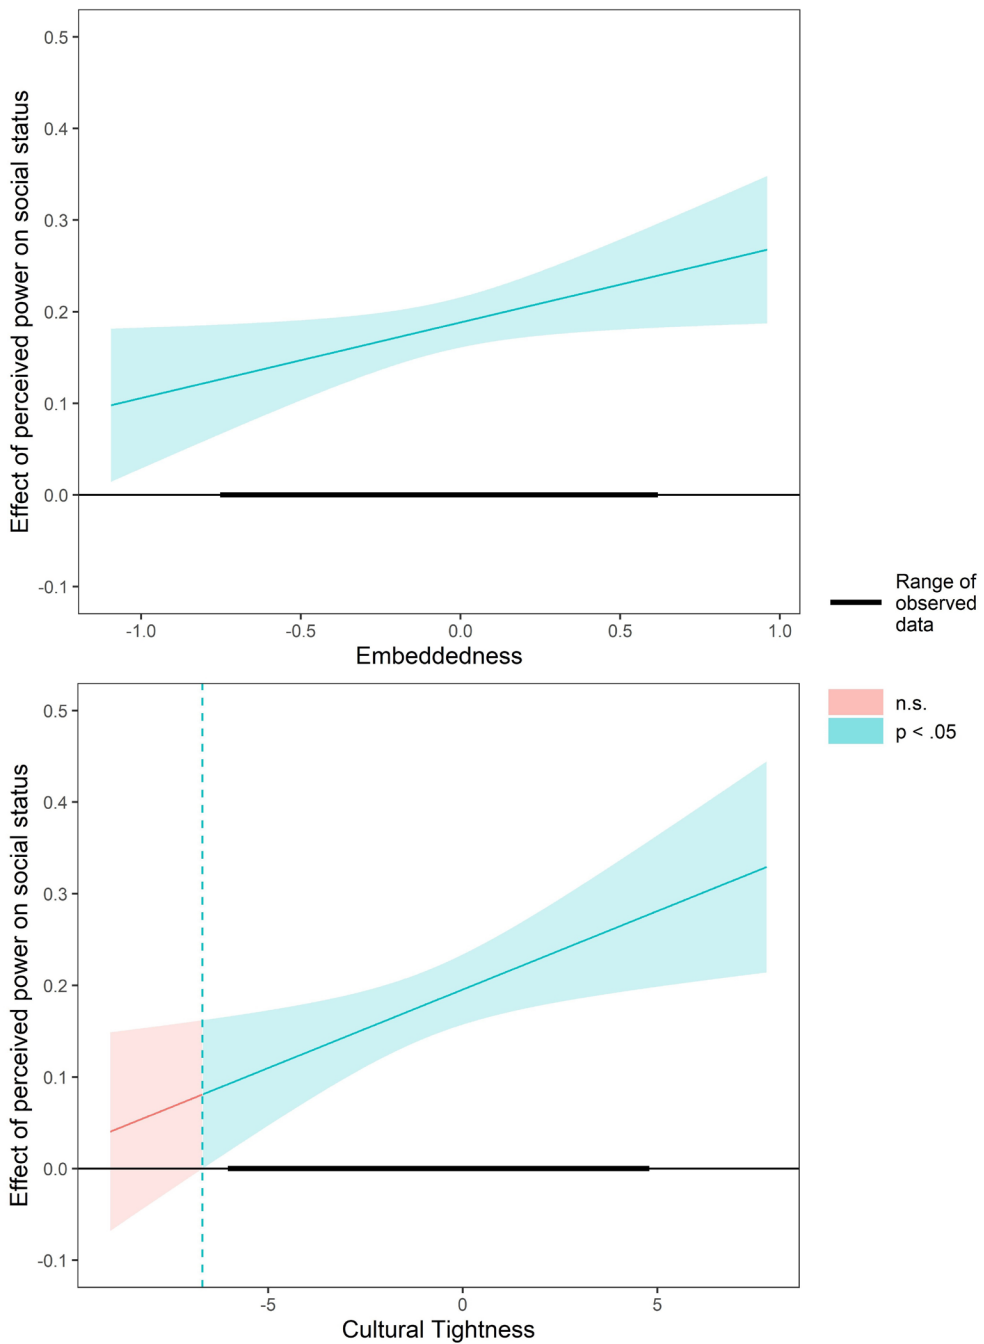 Effect of perceived power on social status
0.5
0.4
0.3
0.2
0.1
0.0
-0.1
-1.0 -0.5 0.0 0.5 1.0
Embeddedness
Range of
observed
data
n.s.
p < .05
Effect of perceived power on social status
0.5
0.4
0.3
0.2
0.1
0.0
-0.1
-5 0 5
Cultural Tightness